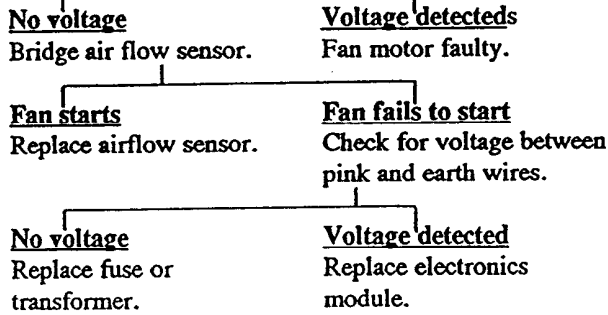 No voltage
Bridge air flow sensor.
Voltage detecteds
Fan motor faulty.
Fan starts
Replace airflow sensor.
Fan fails to start
Check for voltage between
pink and earth wires.
No voltage
Replace fuse or
transformer.
Voltage detected
Replace electronics
module.